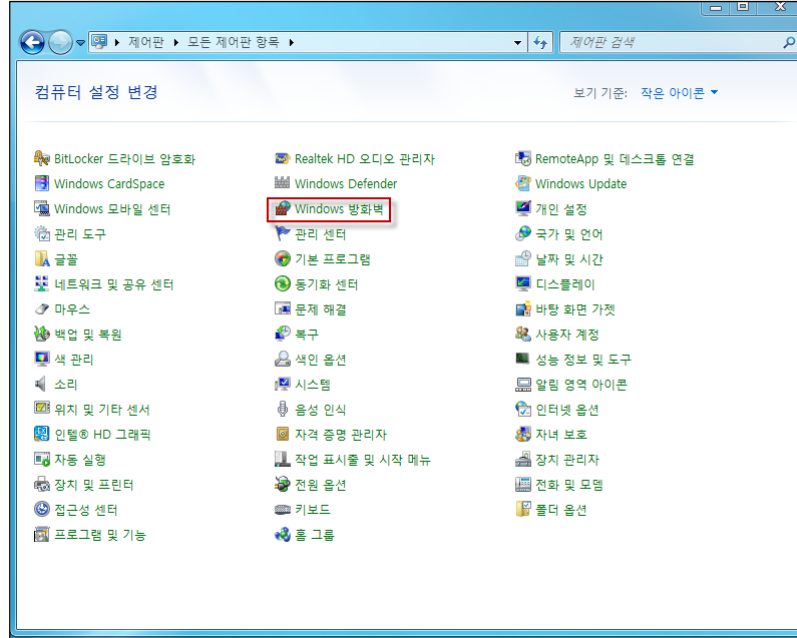 제어판 ▸ 모든 제어판 항목 ▸
제어판 검색
컴퓨터 설정 변경
보기 기준: 작은 아이콘
BitLocker 드라이브 암호화
Realtek HD 오디오 관리자
RemoteApp 및 데스크톱 연결
Windows CardSpace
Windows Defender
Windows Update
Windows 모바일 센터
Windows 방화벽
개인 설정
관리 도구
관리 센터
국가 및 언어
글꼴
기본 프로그램
날짜 및 시간
네트워크 및 공유 센터
동기화 센터
디스플레이
마우스
문제 해결
바탕 화면 가젯
백업 및 복원
복구
사용자 계정
색 관리
색인 옵션
성능 정보 및 도구
소리
시스템
알림 영역 아이콘
위치 및 기타 센서
음성 인식
인터넷 옵션
인텔® HD 그래픽
자격 증명 관리자
자녀 보호
자동 실행
작업 표시줄 및 시작 메뉴
장치 관리자
장치 및 프린터
전원 옵션
전화 및 모뎀
접근성 센터
키보드
폴더 옵션
프로그램 및 기능
홈 그룹